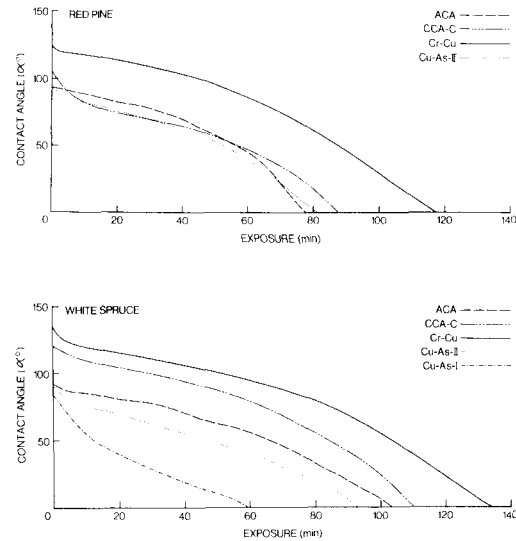 RED PINE
ACA
CCA-C
Cr-Cu
Cu-As-II
150
100
50
CONTACT ANGLE (α°)
0 20 40 60 80 100 120 140
EXPOSURE (min)
WHITE SPRUCE
ACA
CCA-C
Cr-Cu
Cu-As-II
Cu-As-I
150
100
50
CONTACT ANGLE (α°)
0 20 40 60 80 100 120 140
EXPOSURE (min)